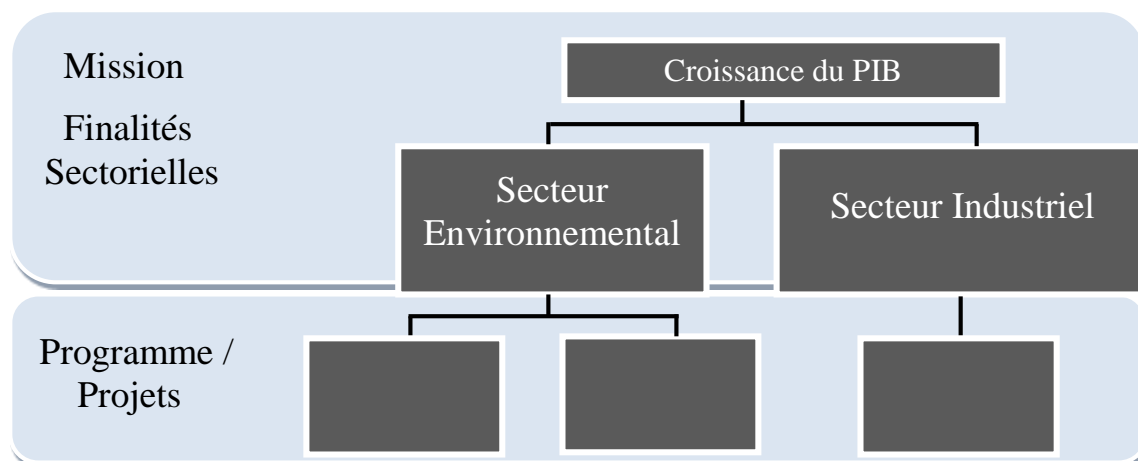 Mission
Croissance du PIB
Finalités
Sectorielles
Secteur
Environnemental
Secteur Industriel
Programme /
Projets